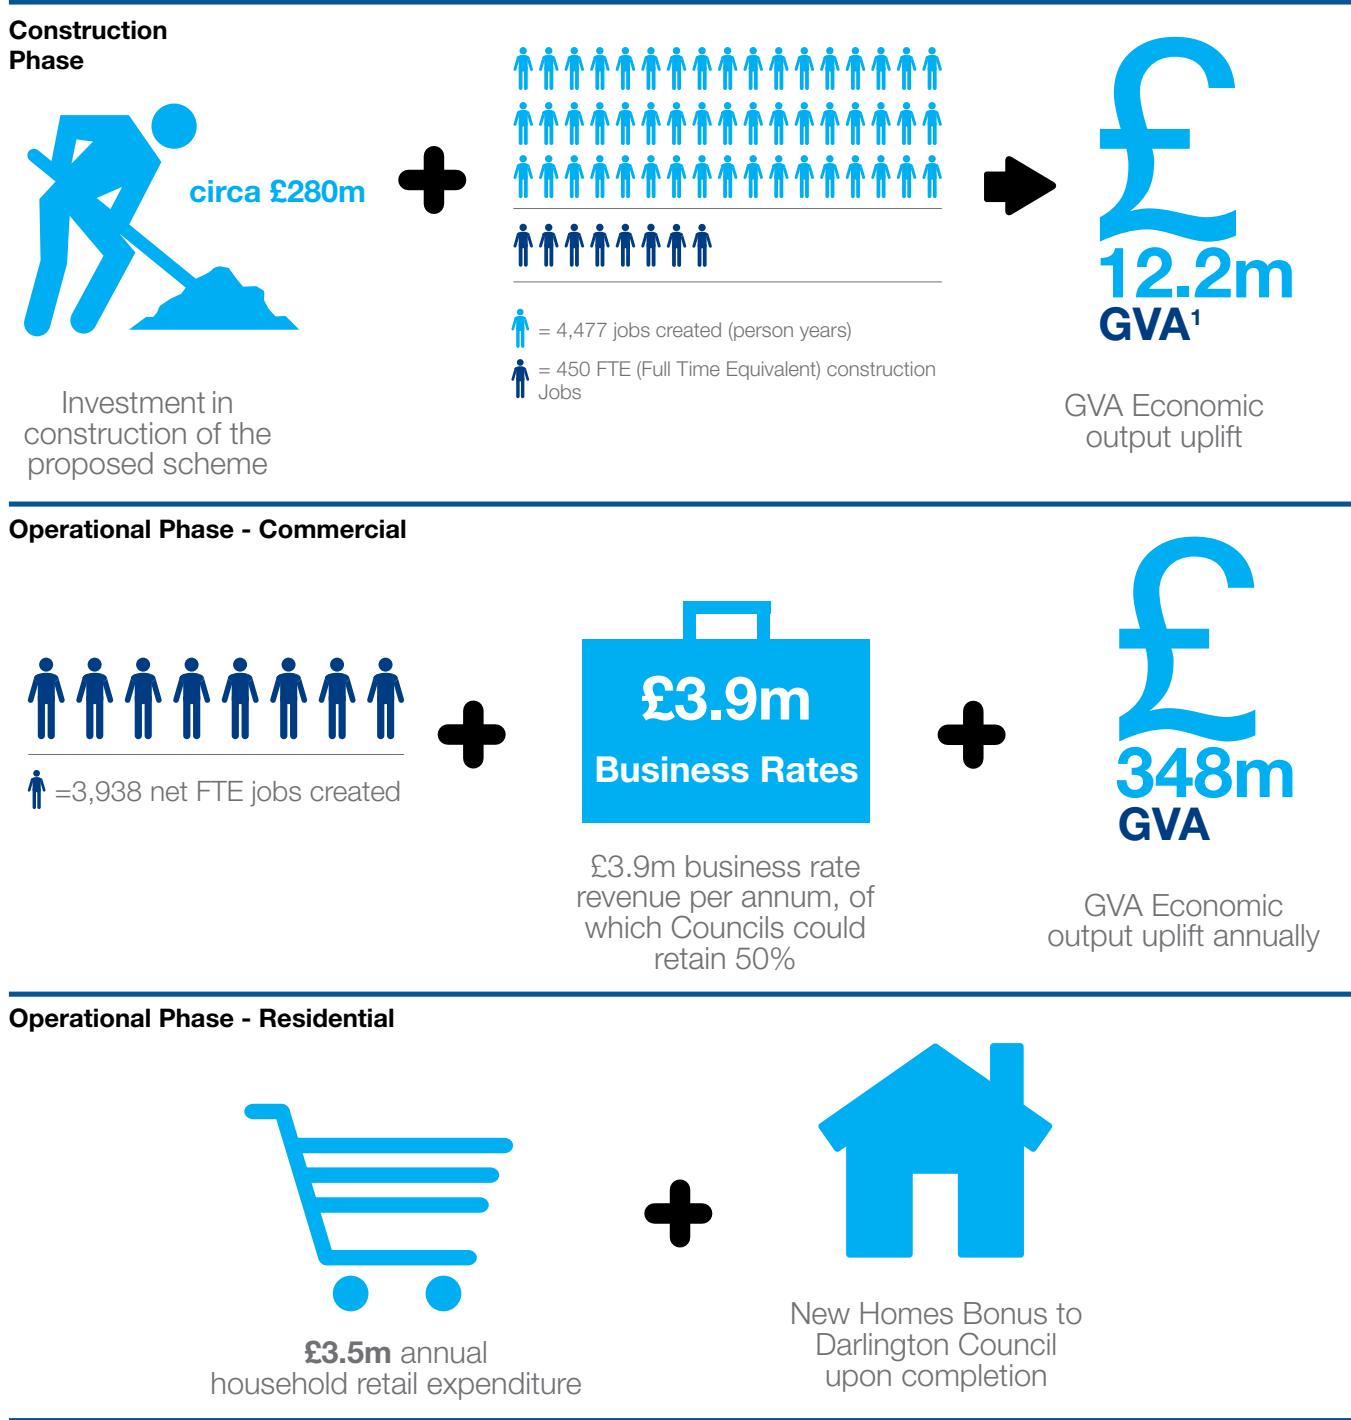 Construction
Phase
circa £280m
= 4,477 jobs created (person years)
= 450 FTE (Full Time Equivalent) construction
Jobs
£
12.2m
GVA¹
Investment in
construction of the
proposed scheme
GVA Economic
output uplift
Operational Phase - Commercial
=3,938 net FTE jobs created
£3.9m
Business Rates
£3.9m business rate
revenue per annum, of
which Councils could
retain 50%
£
348m
GVA
GVA Economic
output uplift annually
Operational Phase - Residential
£3.5m annual
household retail expenditure
New Homes Bonus to
Darlington Council
upon completion